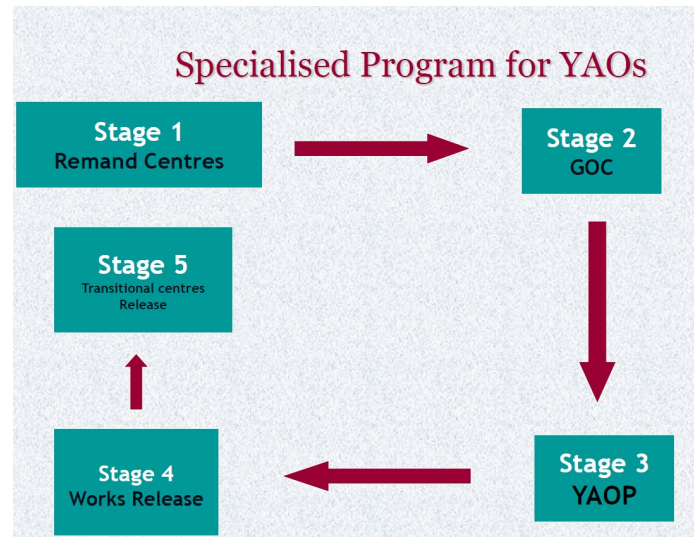 Specialised Program for YAOs
Stage 1
Remand Centres
Stage 2
GOC
Stage 3
YAOP
Stage 4
Works Release
Stage 5
Transitional centres
Release